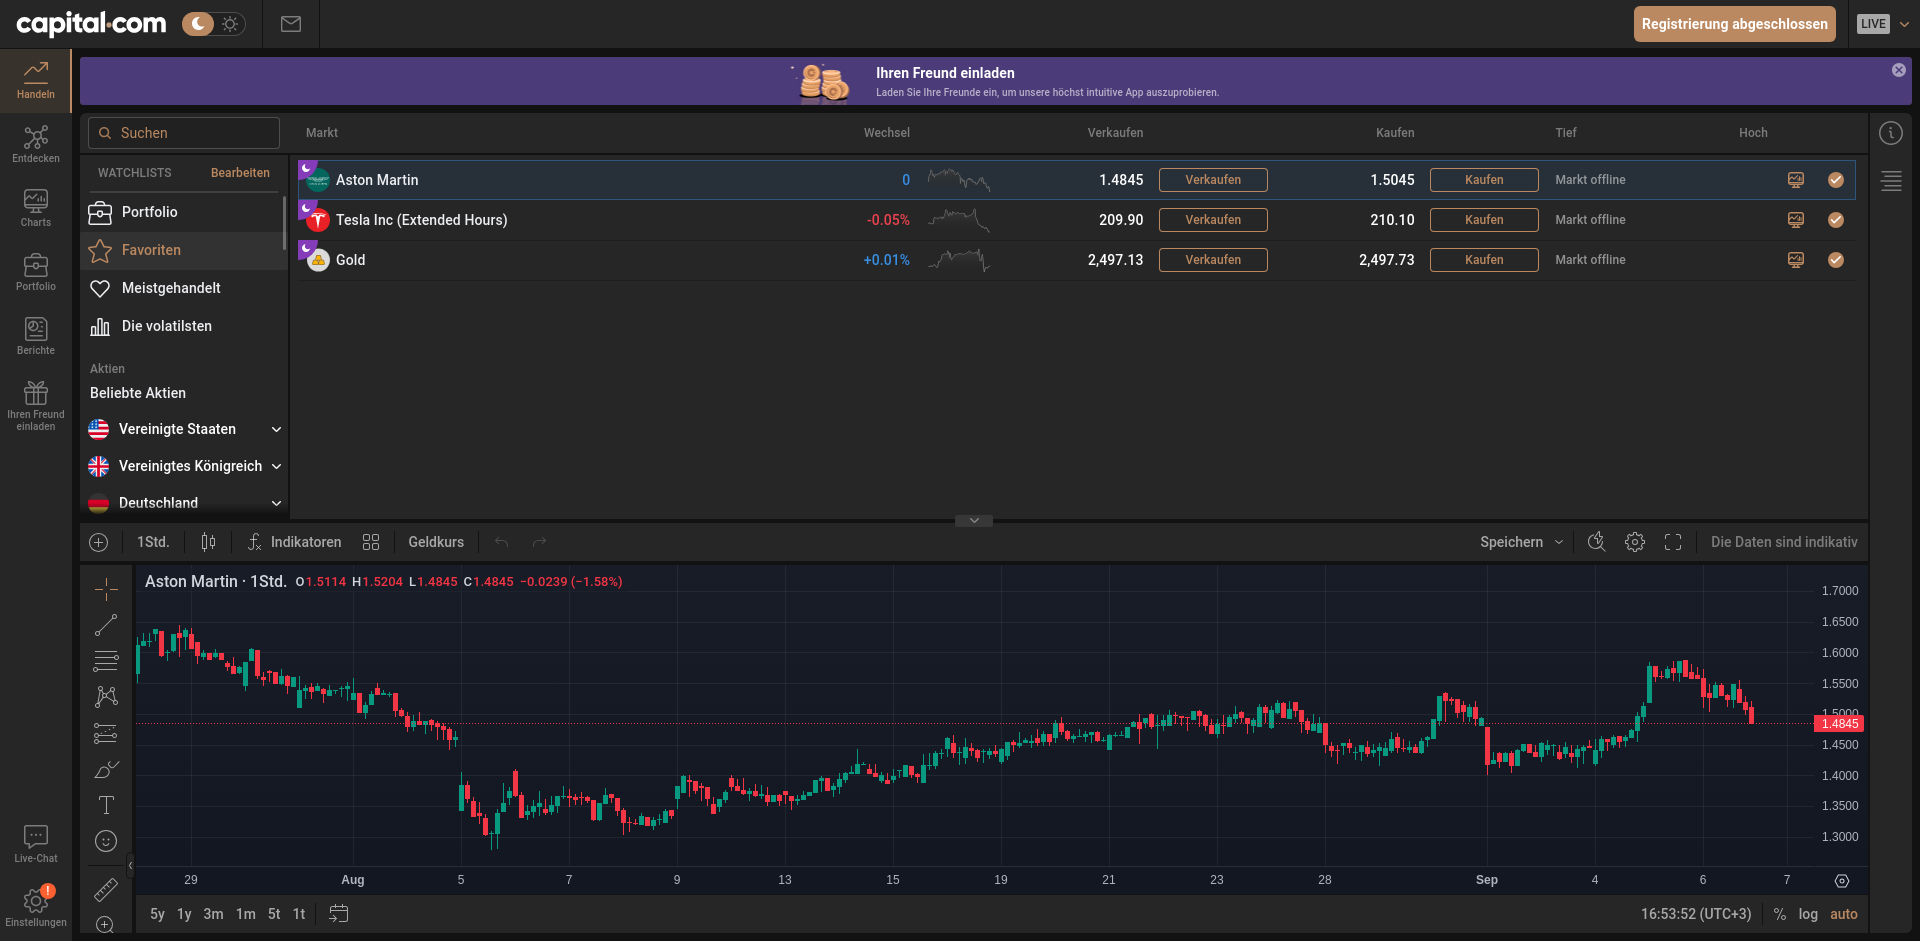 capital.com
Registrierung abgeschlossen
LIVE
Ihren Freund einladen
Laden Sie Ihre Freunde ein, um unsere höchst intuitive App auszuprobieren.
Handeln
Entdecken
Charts
Portfolio
Berichte
Ihren Freund
einladen
Live-Chat
!
Einstellungen
Suchen
WATCHLISTS Bearbeiten
Portfolio
Favoriten
Meistgehandelt
Die volatilsten
Aktien
Beliebte Aktien
Vereinigte Staaten
Vereinigtes Königreich
Deutschland
Markt Wechsel Verkaufen Kaufen Tief Hoch
Aston Martin 0 1.4845 Verkaufen 1.5045 Kaufen Markt offline
Tesla Inc (Extended Hours) -0.05% 209.90 Verkaufen 210.10 Kaufen Markt offline
Gold +0.01% 2,497.13 Verkaufen 2,497.73 Kaufen Markt offline
1Std. Indikatoren Geldkurs Speichern Die Daten sind indikativ
Aston Martin · 1Std. O1.5114 H1.5204 L1.4845 C1.4845 −0.0239 (−1.58%)
1.7000
1.6500
1.6000
1.5500
1.5000
1.4845
1.4500
1.4000
1.3500
1.3000
29 Aug 5 7 9 13 15 19 21 23 28 Sep 4 6 7
5y 1y 3m 1m 5t 1t 16:53:52 (UTC+3) % log auto